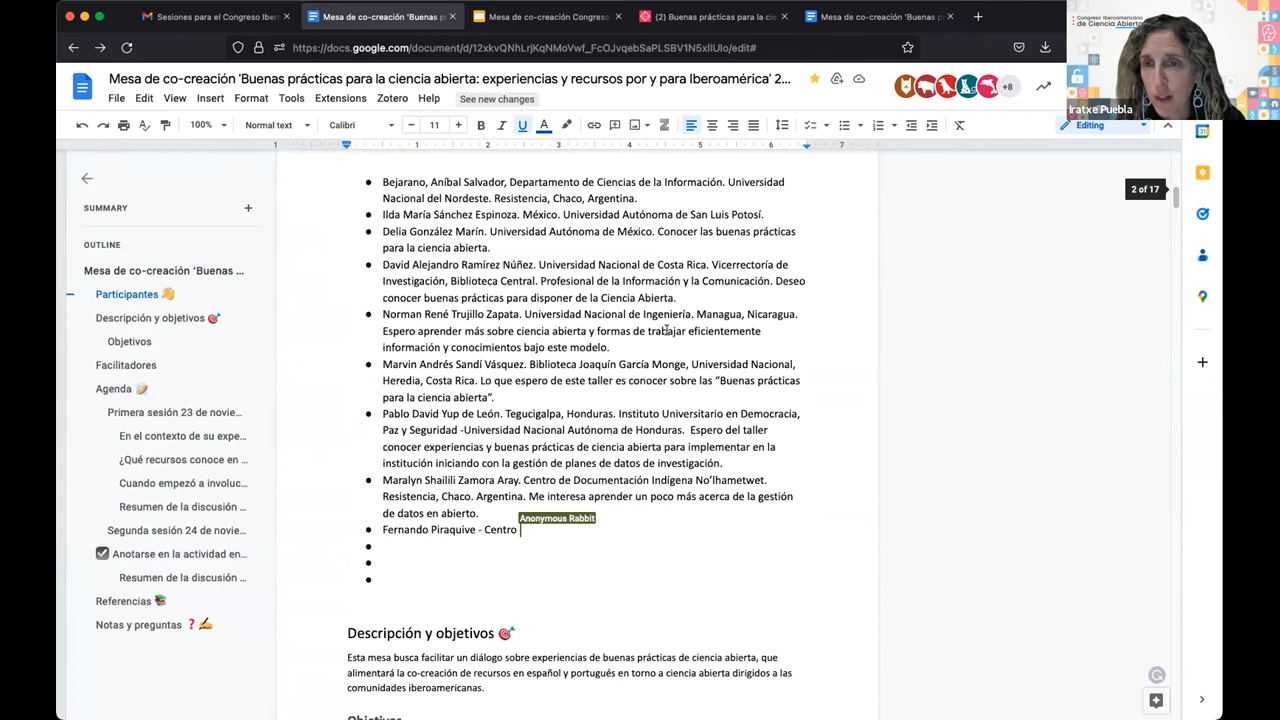 Sesiones para el Congreso Iber
Mesa de co-creación 'Buenas p
Mesa de co-creación Congreso
(2) Buenas prácticas para la cie
Mesa de co-creación 'Buenas p
https://docs.google.com/document/d/12xkvQNhLrjKqNMoVwf_FcOJvqebSaPLSBV1N5xlIUIo/edit#
Congreso Iberoamericano
de Ciencia Abierta
Iratxe Puebla
Mesa de co-creación 'Buenas prácticas para la ciencia abierta: experiencias y recursos por y para Iberoamérica' 2...
+8
File Edit View Insert Format Tools Extensions Zotero Help See new changes
100% Normal text Calibri 11 B I U A Editing
1 1 2 3 4 5 6 7
SUMMARY
OUTLINE
Mesa de co-creación 'Buenas ...
Participantes 👋
Descripción y objetivos 🎯
Objetivos
Facilitadores
Agenda 📝
Primera sesión 23 de novie...
En el contexto de su expe...
¿Qué recursos conoce en ...
Cuando empezó a involuc...
Resumen de la discusión ...
Segunda sesión 24 de novie...
Anotarse en la actividad en...
Resumen de la discusión ...
Referencias 📚
Notas y preguntas ❓✍️
2 of 17
● Bejarano, Aníbal Salvador, Departamento de Ciencias de la Información. Universidad
Nacional del Nordeste. Resistencia, Chaco, Argentina.
● Ilda María Sánchez Espinoza. México. Universidad Autónoma de San Luis Potosí.
● Delia González Marín. Universidad Autónoma de México. Conocer las buenas prácticas
para la ciencia abierta.
● David Alejandro Ramírez Núñez. Universidad Nacional de Costa Rica. Vicerrectoría de
Investigación, Biblioteca Central. Profesional de la Información y la Comunicación. Deseo
conocer buenas prácticas para disponer de la Ciencia Abierta.
● Norman René Trujillo Zapata. Universidad Nacional de Ingeniería. Managua, Nicaragua.
Espero aprender más sobre ciencia abierta y formas de trabajar eficientemente
información y conocimientos bajo este modelo.
● Marvin Andrés Sandí Vásquez. Biblioteca Joaquín García Monge, Universidad Nacional,
Heredia, Costa Rica. Lo que espero de este taller es conocer sobre las “Buenas prácticas
para la ciencia abierta”.
● Pablo David Yup de León. Tegucigalpa, Honduras. Instituto Universitario en Democracia,
Paz y Seguridad -Universidad Nacional Autónoma de Honduras. Espero del taller
conocer experiencias y buenas prácticas de ciencia abierta para implementar en la
institución iniciando con la gestión de planes de datos de investigación.
● Maralyn Shailili Zamora Aray. Centro de Documentación Indígena No’lhametwet.
Resistencia, Chaco. Argentina. Me interesa aprender un poco más acerca de la gestión
de datos en abierto.
Anonymous Rabbit
● Fernando Piraquive - Centro
●
●
●
Descripción y objetivos 🎯
Esta mesa busca facilitar un diálogo sobre experiencias de buenas prácticas de ciencia abierta, que
alimentará la co-creación de recursos en español y portugués en torno a ciencia abierta dirigidos a las
comunidades iberoamericanas.
Objetivos